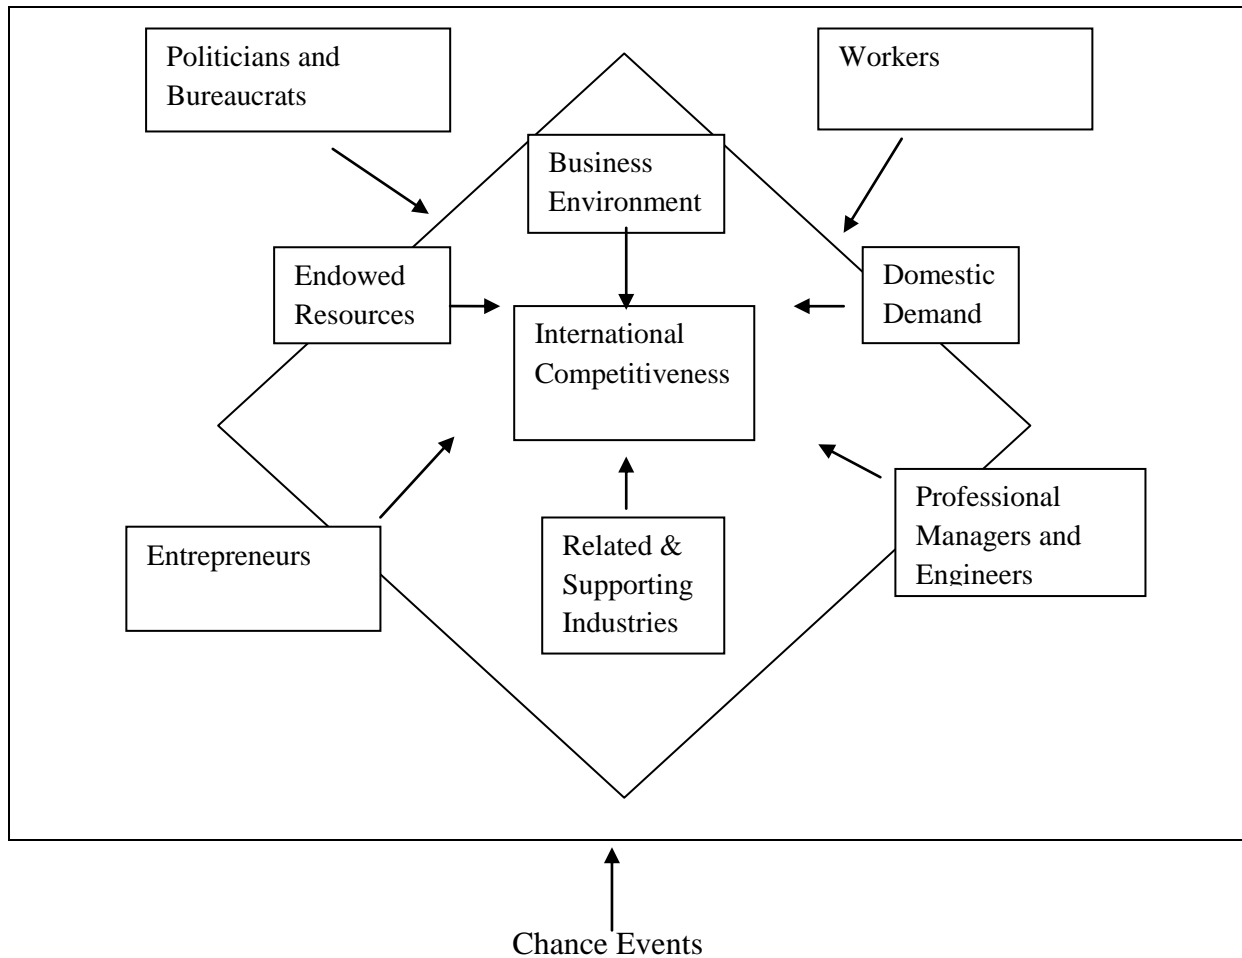 Politicians and
Bureaucrats
Workers
Business
Environment
Endowed
Resources
Domestic
Demand
International
Competitiveness
Entrepreneurs
Related &
Supporting
Industries
Professional
Managers and
Engineers
Chance Events